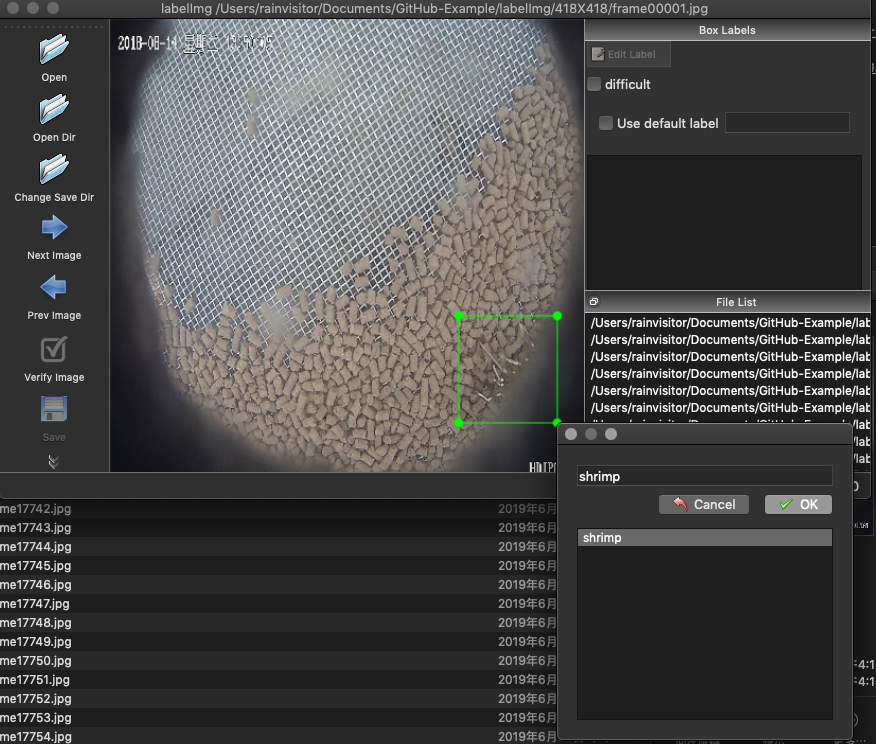 labelImg /Users/rainvisitor/Documents/GitHub-Example/labelImg/418X418/frame00001.jpg
Open
Open Dir
Change Save Dir
Next Image
Prev Image
Verify Image
Save
Box Labels
Edit Label
difficult
Use default label
File List
/Users/rainvisitor/Documents/GitHub-Example/lab
/Users/rainvisitor/Documents/GitHub-Example/lab
/Users/rainvisitor/Documents/GitHub-Example/lab
/Users/rainvisitor/Documents/GitHub-Example/lab
/Users/rainvisitor/Documents/GitHub-Example/lab
/Users/rainvisitor/Documents/GitHub-Example/lab
shrimp
Cancel
OK
shrimp
me17742.jpg 2019年6月
me17743.jpg 2019年6月
me17744.jpg 2019年6月
me17745.jpg 2019年6月
me17746.jpg 2019年6月
me17747.jpg 2019年6月
me17748.jpg 2019年6月
me17749.jpg 2019年6月
me17750.jpg 2019年6月
me17751.jpg 2019年6月
me17752.jpg 2019年6月
me17753.jpg 2019年6月
me17754.jpg 2019年6月